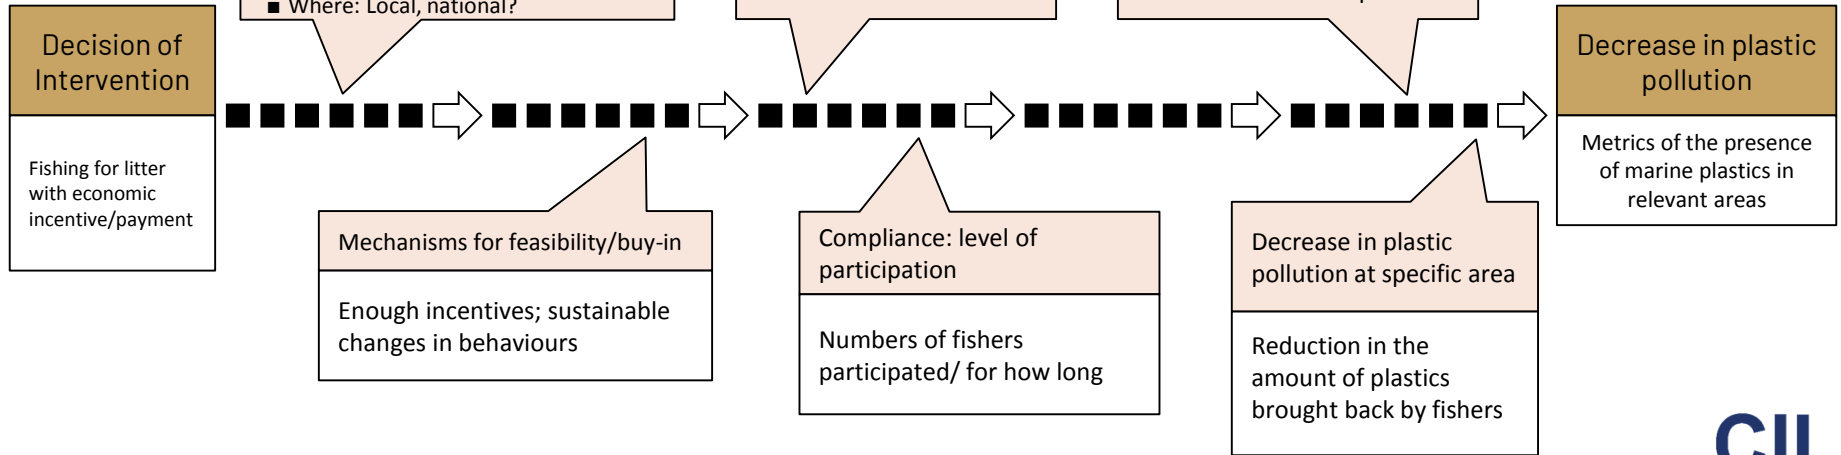 ■ Where: Local, national?
Decision of
Intervention
Fishing for litter
with economic
incentive/payment
Mechanisms for feasibility/buy-in
Enough incentives; sustainable
changes in behaviours
Compliance: level of
participation
Numbers of fishers
participated/ for how long
Decrease in plastic
pollution at specific area
Reduction in the
amount of plastics
brought back by fishers
Decrease in plastic
pollution
Metrics of the presence
of marine plastics in
relevant areas